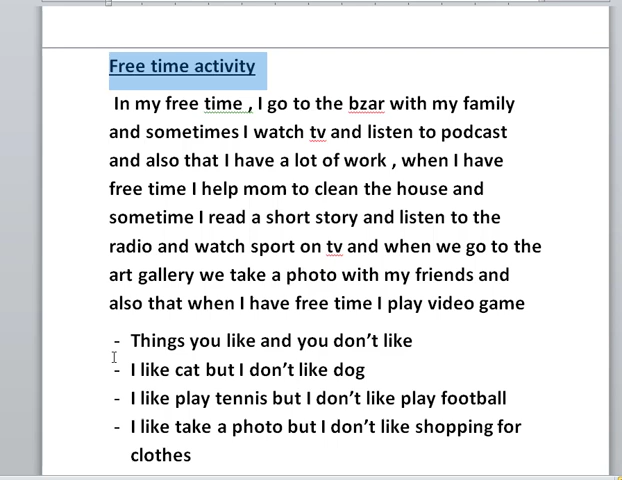 Free time activity
In my free time , I go to the bzar with my family
and sometimes I watch tv and listen to podcast
and also that I have a lot of work , when I have
free time I help mom to clean the house and
sometime I read a short story and listen to the
radio and watch sport on tv and when we go to the
art gallery we take a photo with my friends and
also that when I have free time I play video game
- Things you like and you don’t like
- I like cat but I don’t like dog
- I like play tennis but I don’t like play football
- I like take a photo but I don’t like shopping for
clothes